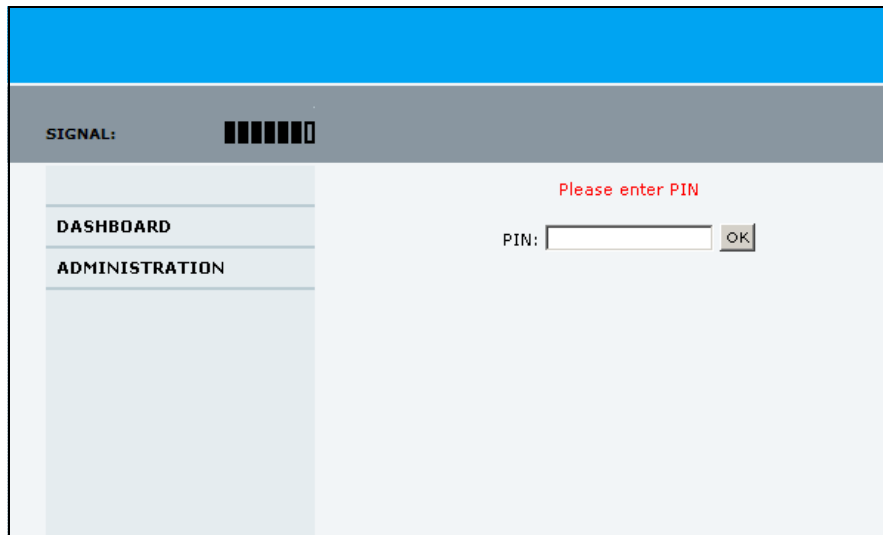 SIGNAL:
Please enter PIN
DASHBOARD
PIN: OK
ADMINISTRATION